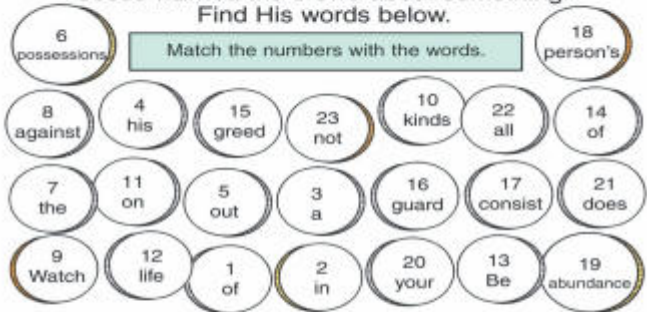 Find His words below.
6
possessions
Match the numbers with the words.
18
person's
8
against
4
his
15
greed
23
not
10
kinds
22
all
14
of
7
the
11
on
5
out
3
a
16
guard
17
consist
21
does
9
Watch
12
life
1
of
2
in
20
your
13
Be
19
abundance